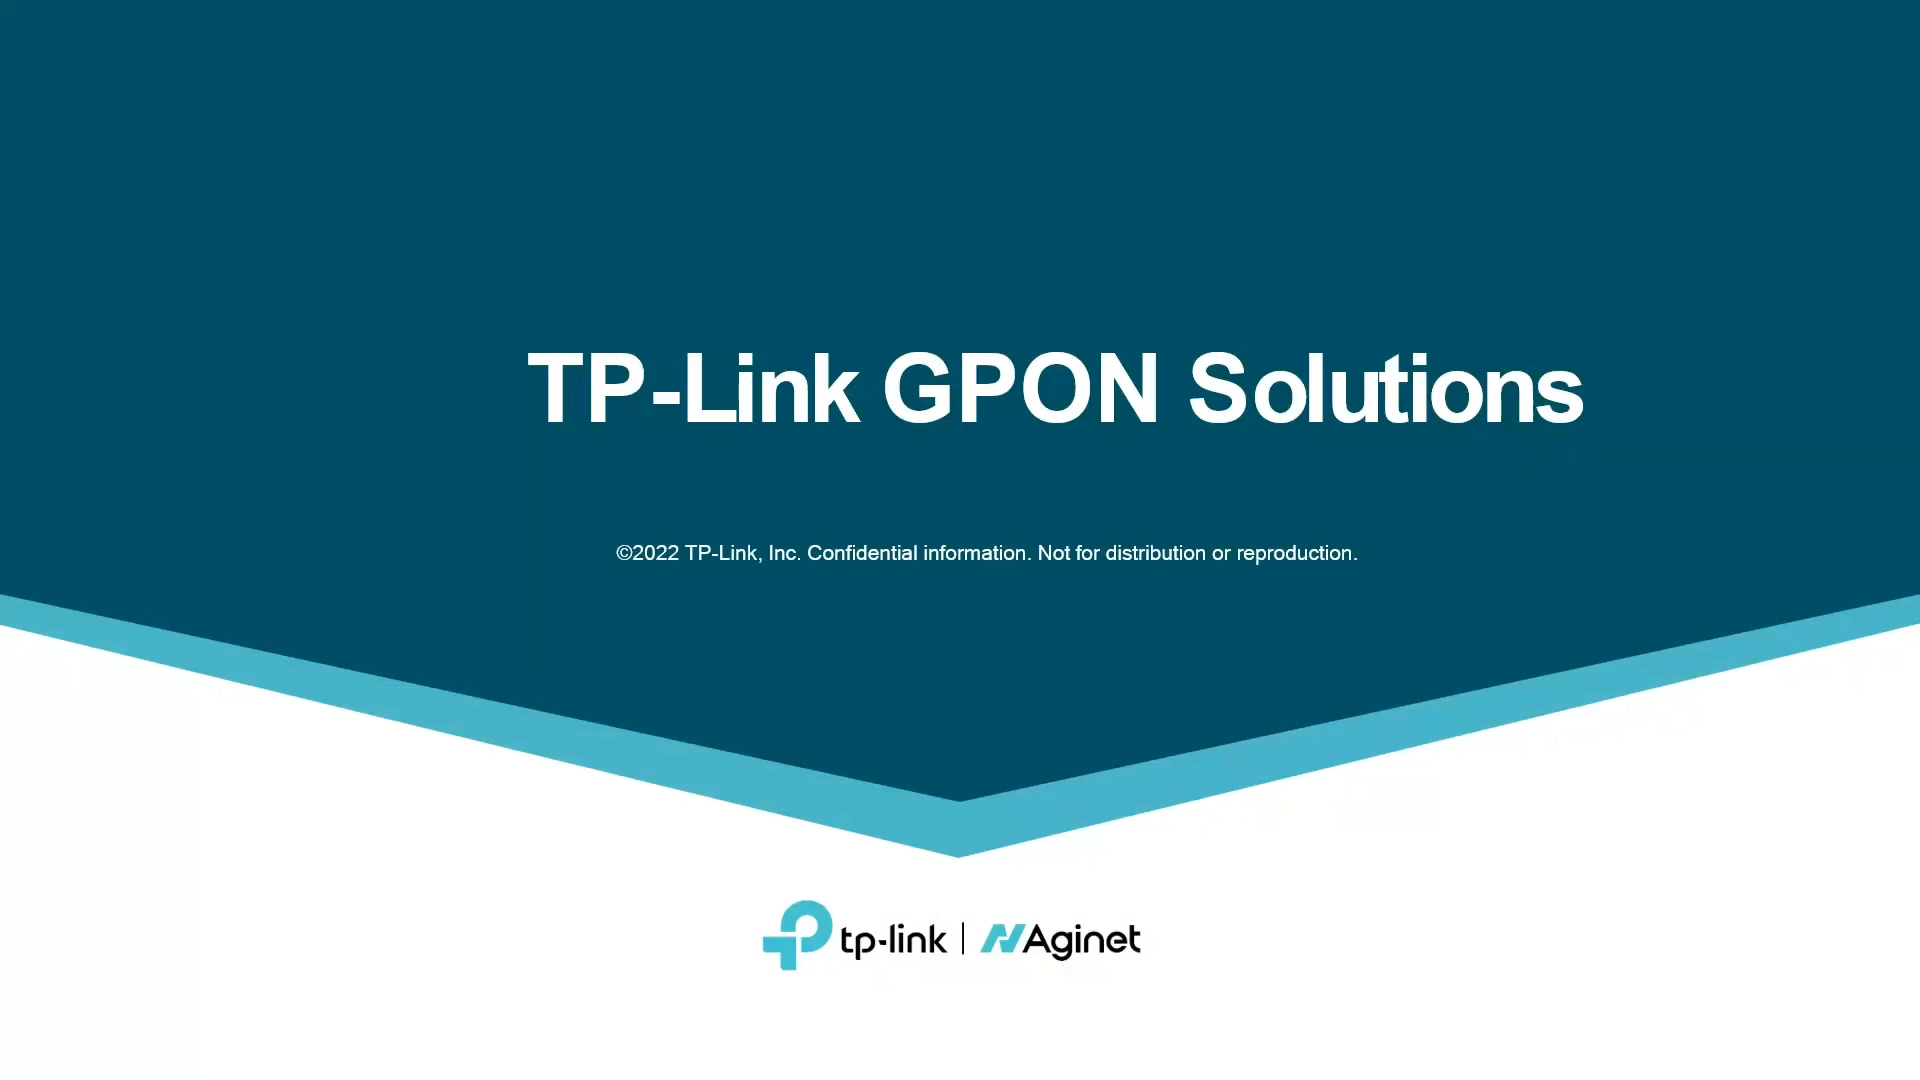 TP-Link GPON Solutions
©2022 TP-Link, Inc. Confidential information. Not for distribution or reproduction.
tp-link | Aginet